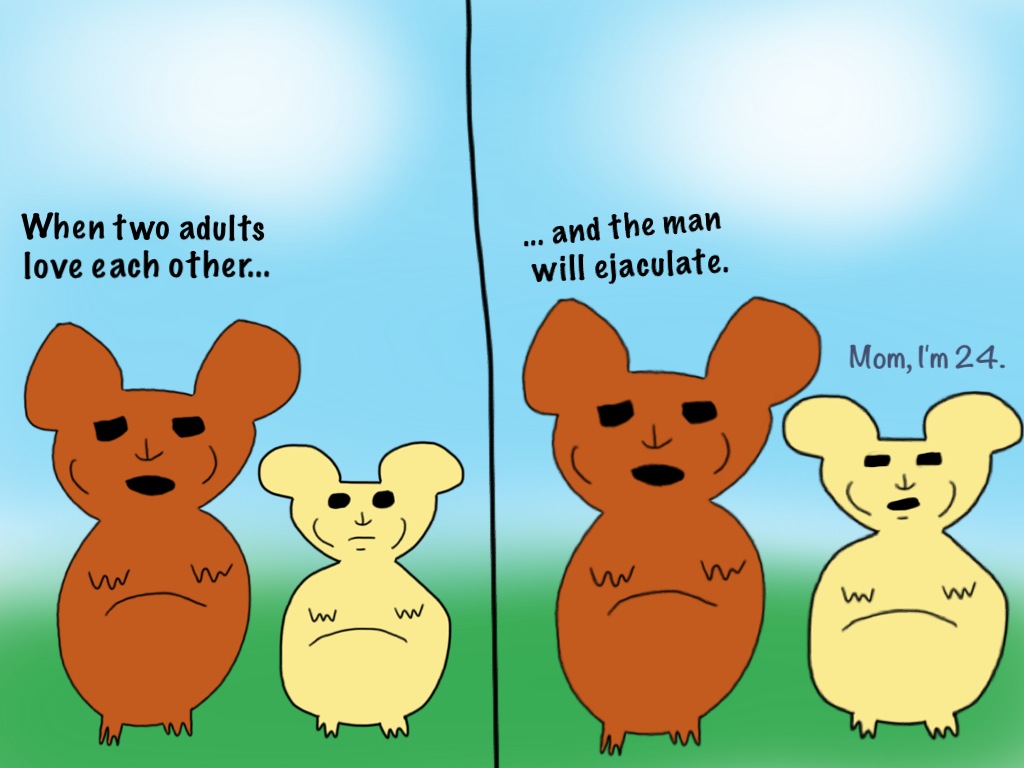 When two adults
love each other...
... and the man
will ejaculate.
Mom, I'm 24.